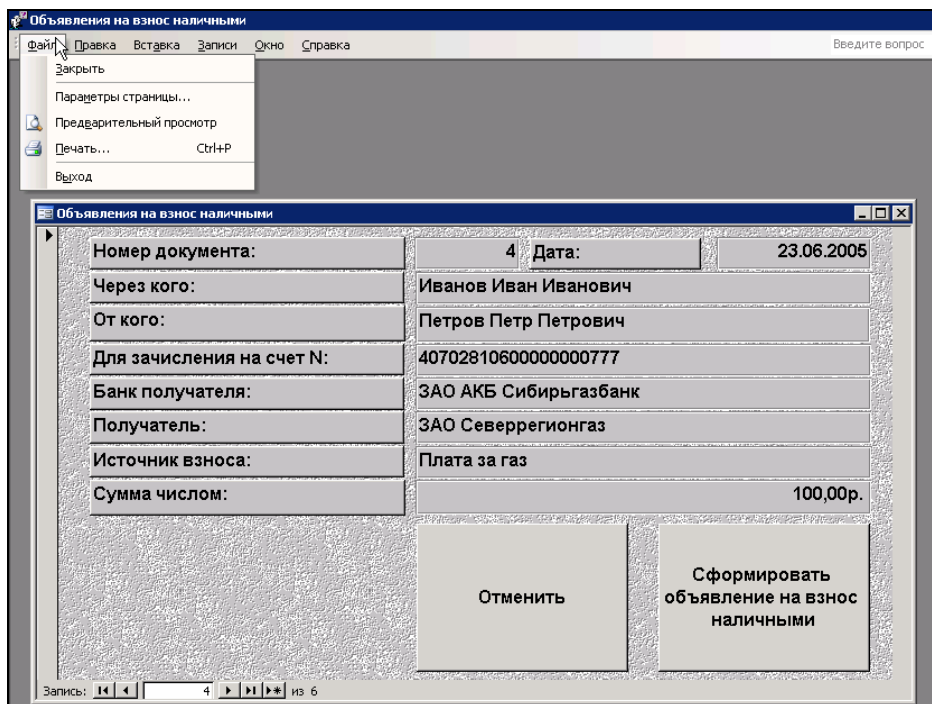 Объявления на взнос наличными
Файл Правка Вставка Записи Окно Справка Введите вопрос
Закрыть
Параметры страницы...
Предварительный просмотр
Печать... Ctrl+P
Выход
Объявления на взнос наличными
Номер документа: 4 Дата: 23.06.2005
Через кого: Иванов Иван Иванович
От кого: Петров Петр Петрович
Для зачисления на счет N: 40702810600000000777
Банк получателя: ЗАО АКБ Сибирьгазбанк
Получатель: ЗАО Северрегионгаз
Источник взноса: Плата за газ
Сумма числом: 100,00р.
Отменить
Сформировать
объявление на взнос
наличными
Запись: 4 из 6